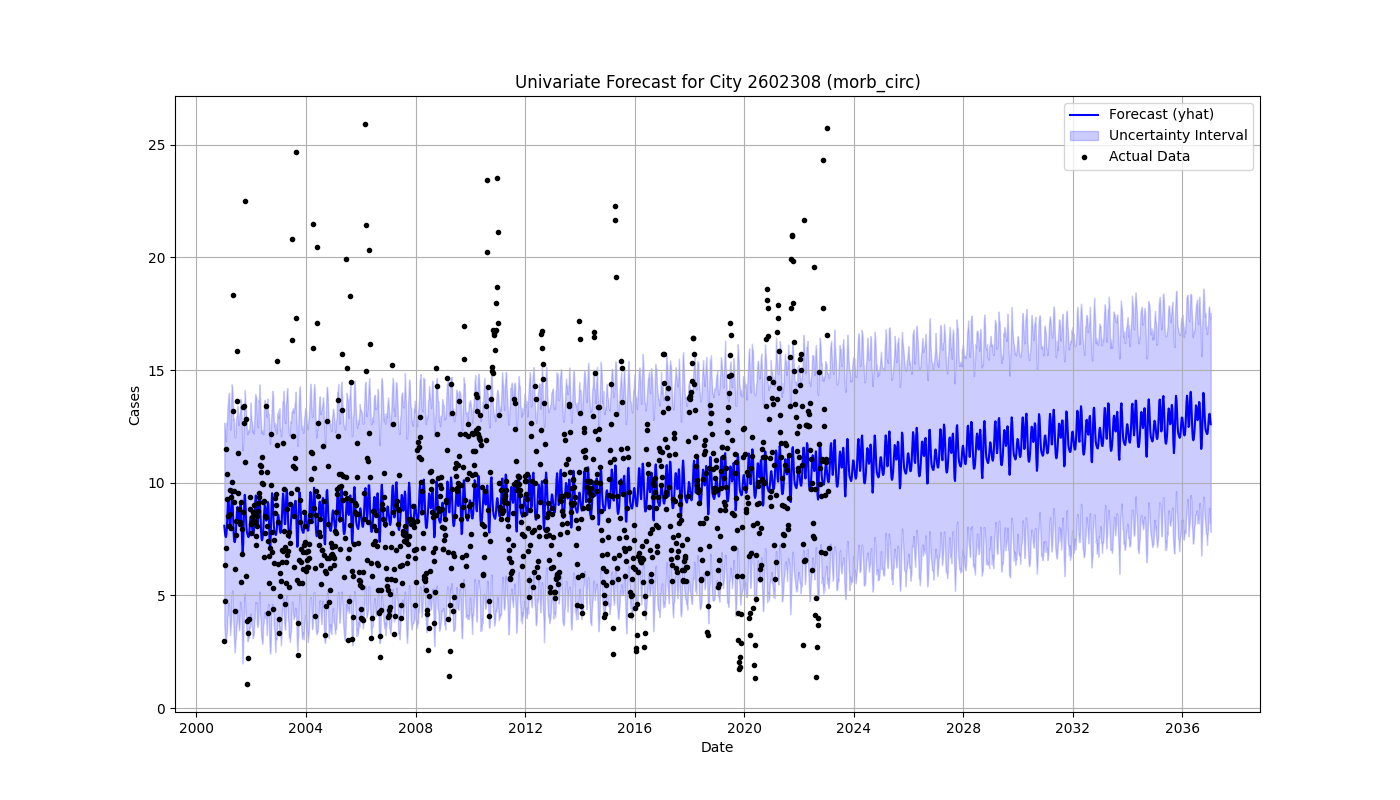 Univariate Forecast for City 2602308 (morb_circ)
Forecast (yhat)
Uncertainty Interval
Actual Data
Cases
25
20
15
10
5
0
2000 2004 2008 2012 2016 2020 2024 2028 2032 2036
Date